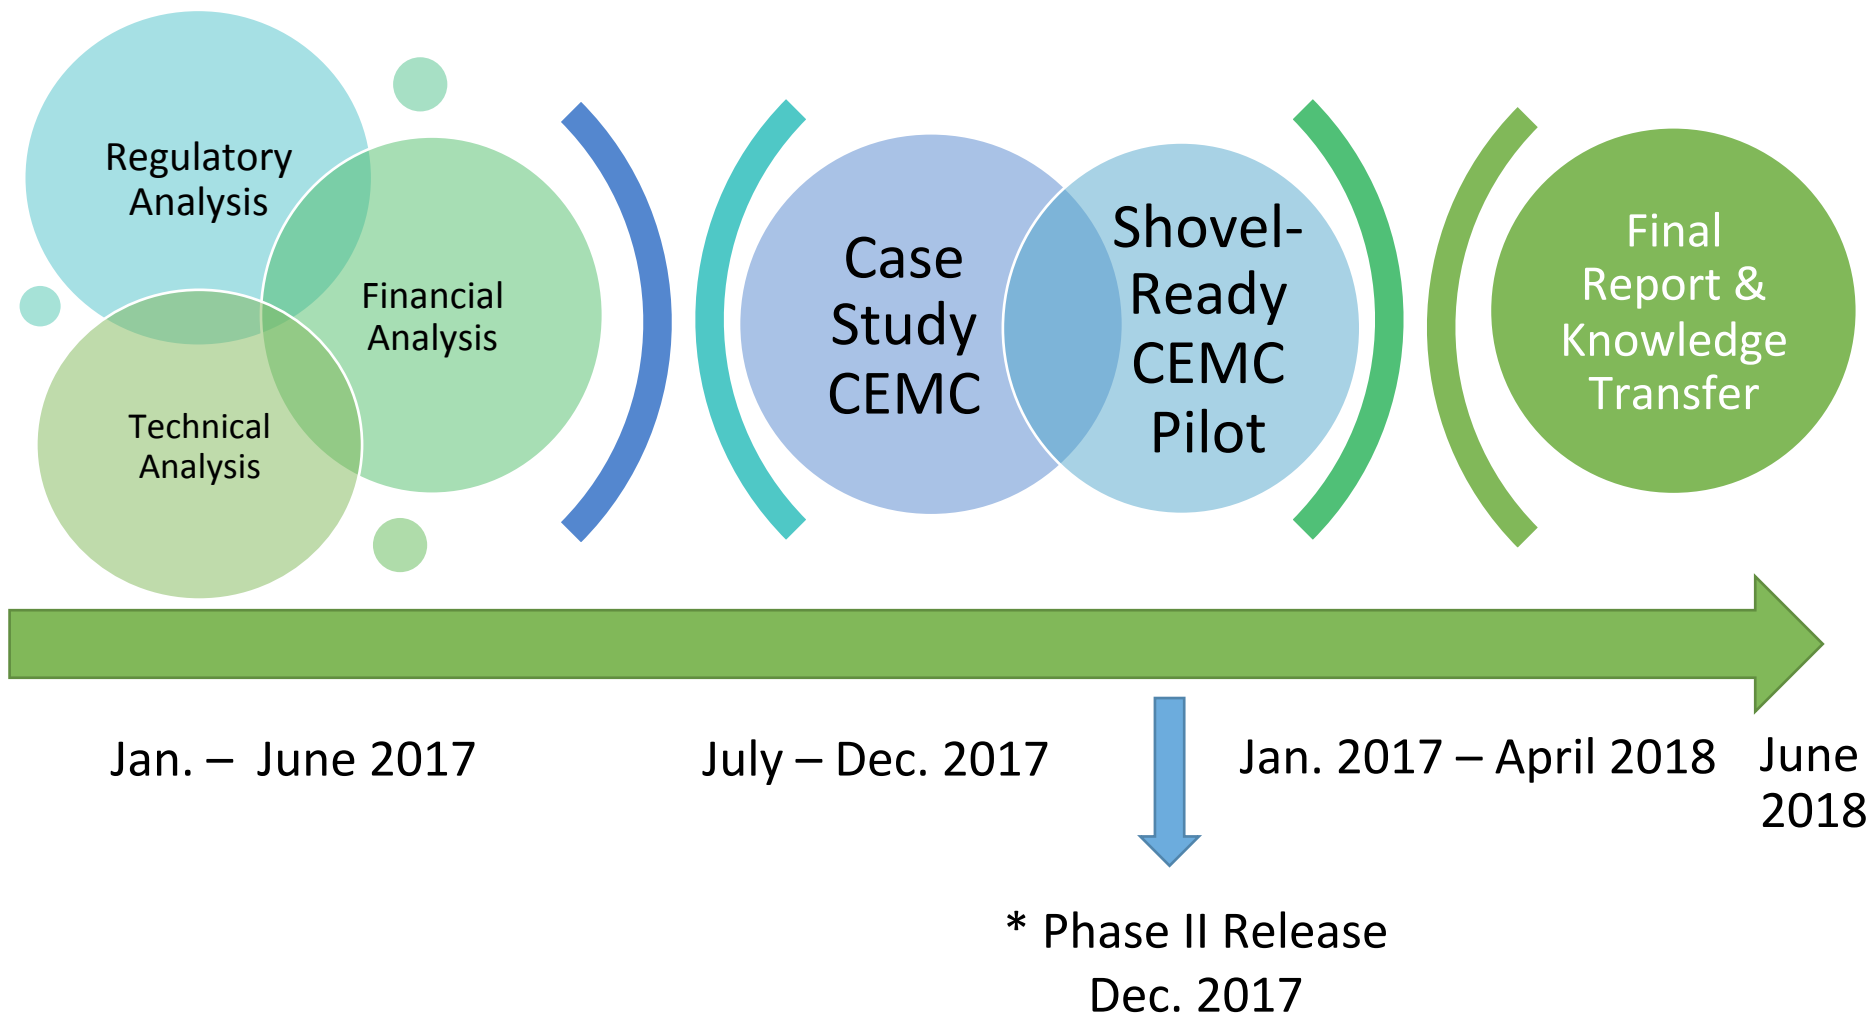 Regulatory
Analysis
Financial
Analysis
Technical
Analysis
Case
Study
CEMC
Shovel-
Ready
CEMC
Pilot
Final
Report &
Knowledge
Transfer
Jan. – June 2017
July – Dec. 2017
Jan. 2017 – April 2018
June
2018
* Phase II Release
Dec. 2017